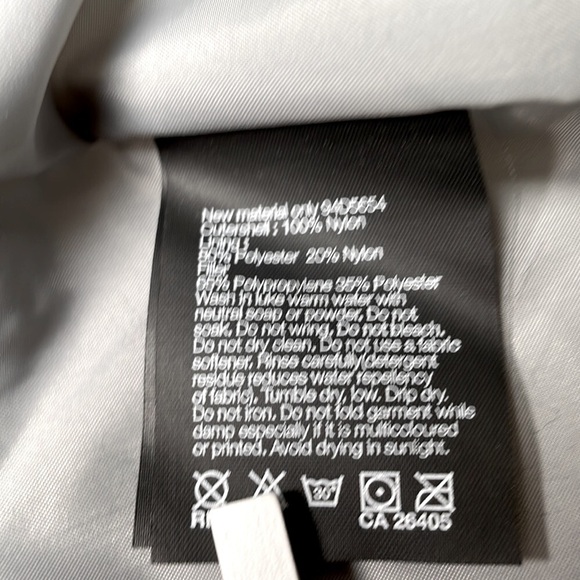 New material only 94D5654
Outershell : 100% Nylon
Lining :
80% Polyester 20% Nylon
Filler
65% Polypropylene 35% Polyester
Wash in luke warm water with
neutral soap or powder. Do not
soak. Do not wring. Do not bleach.
Do not dry clean. Do not use a fabric
softener. Rinse carefully(detergent
residue reduces water repellency
of fabric). Tumble dry, low. Drip dry.
Do not iron. Do not fold garment while
damp especially if it is multicoloured
or printed. Avoid drying in sunlight.
30°
CA 26405